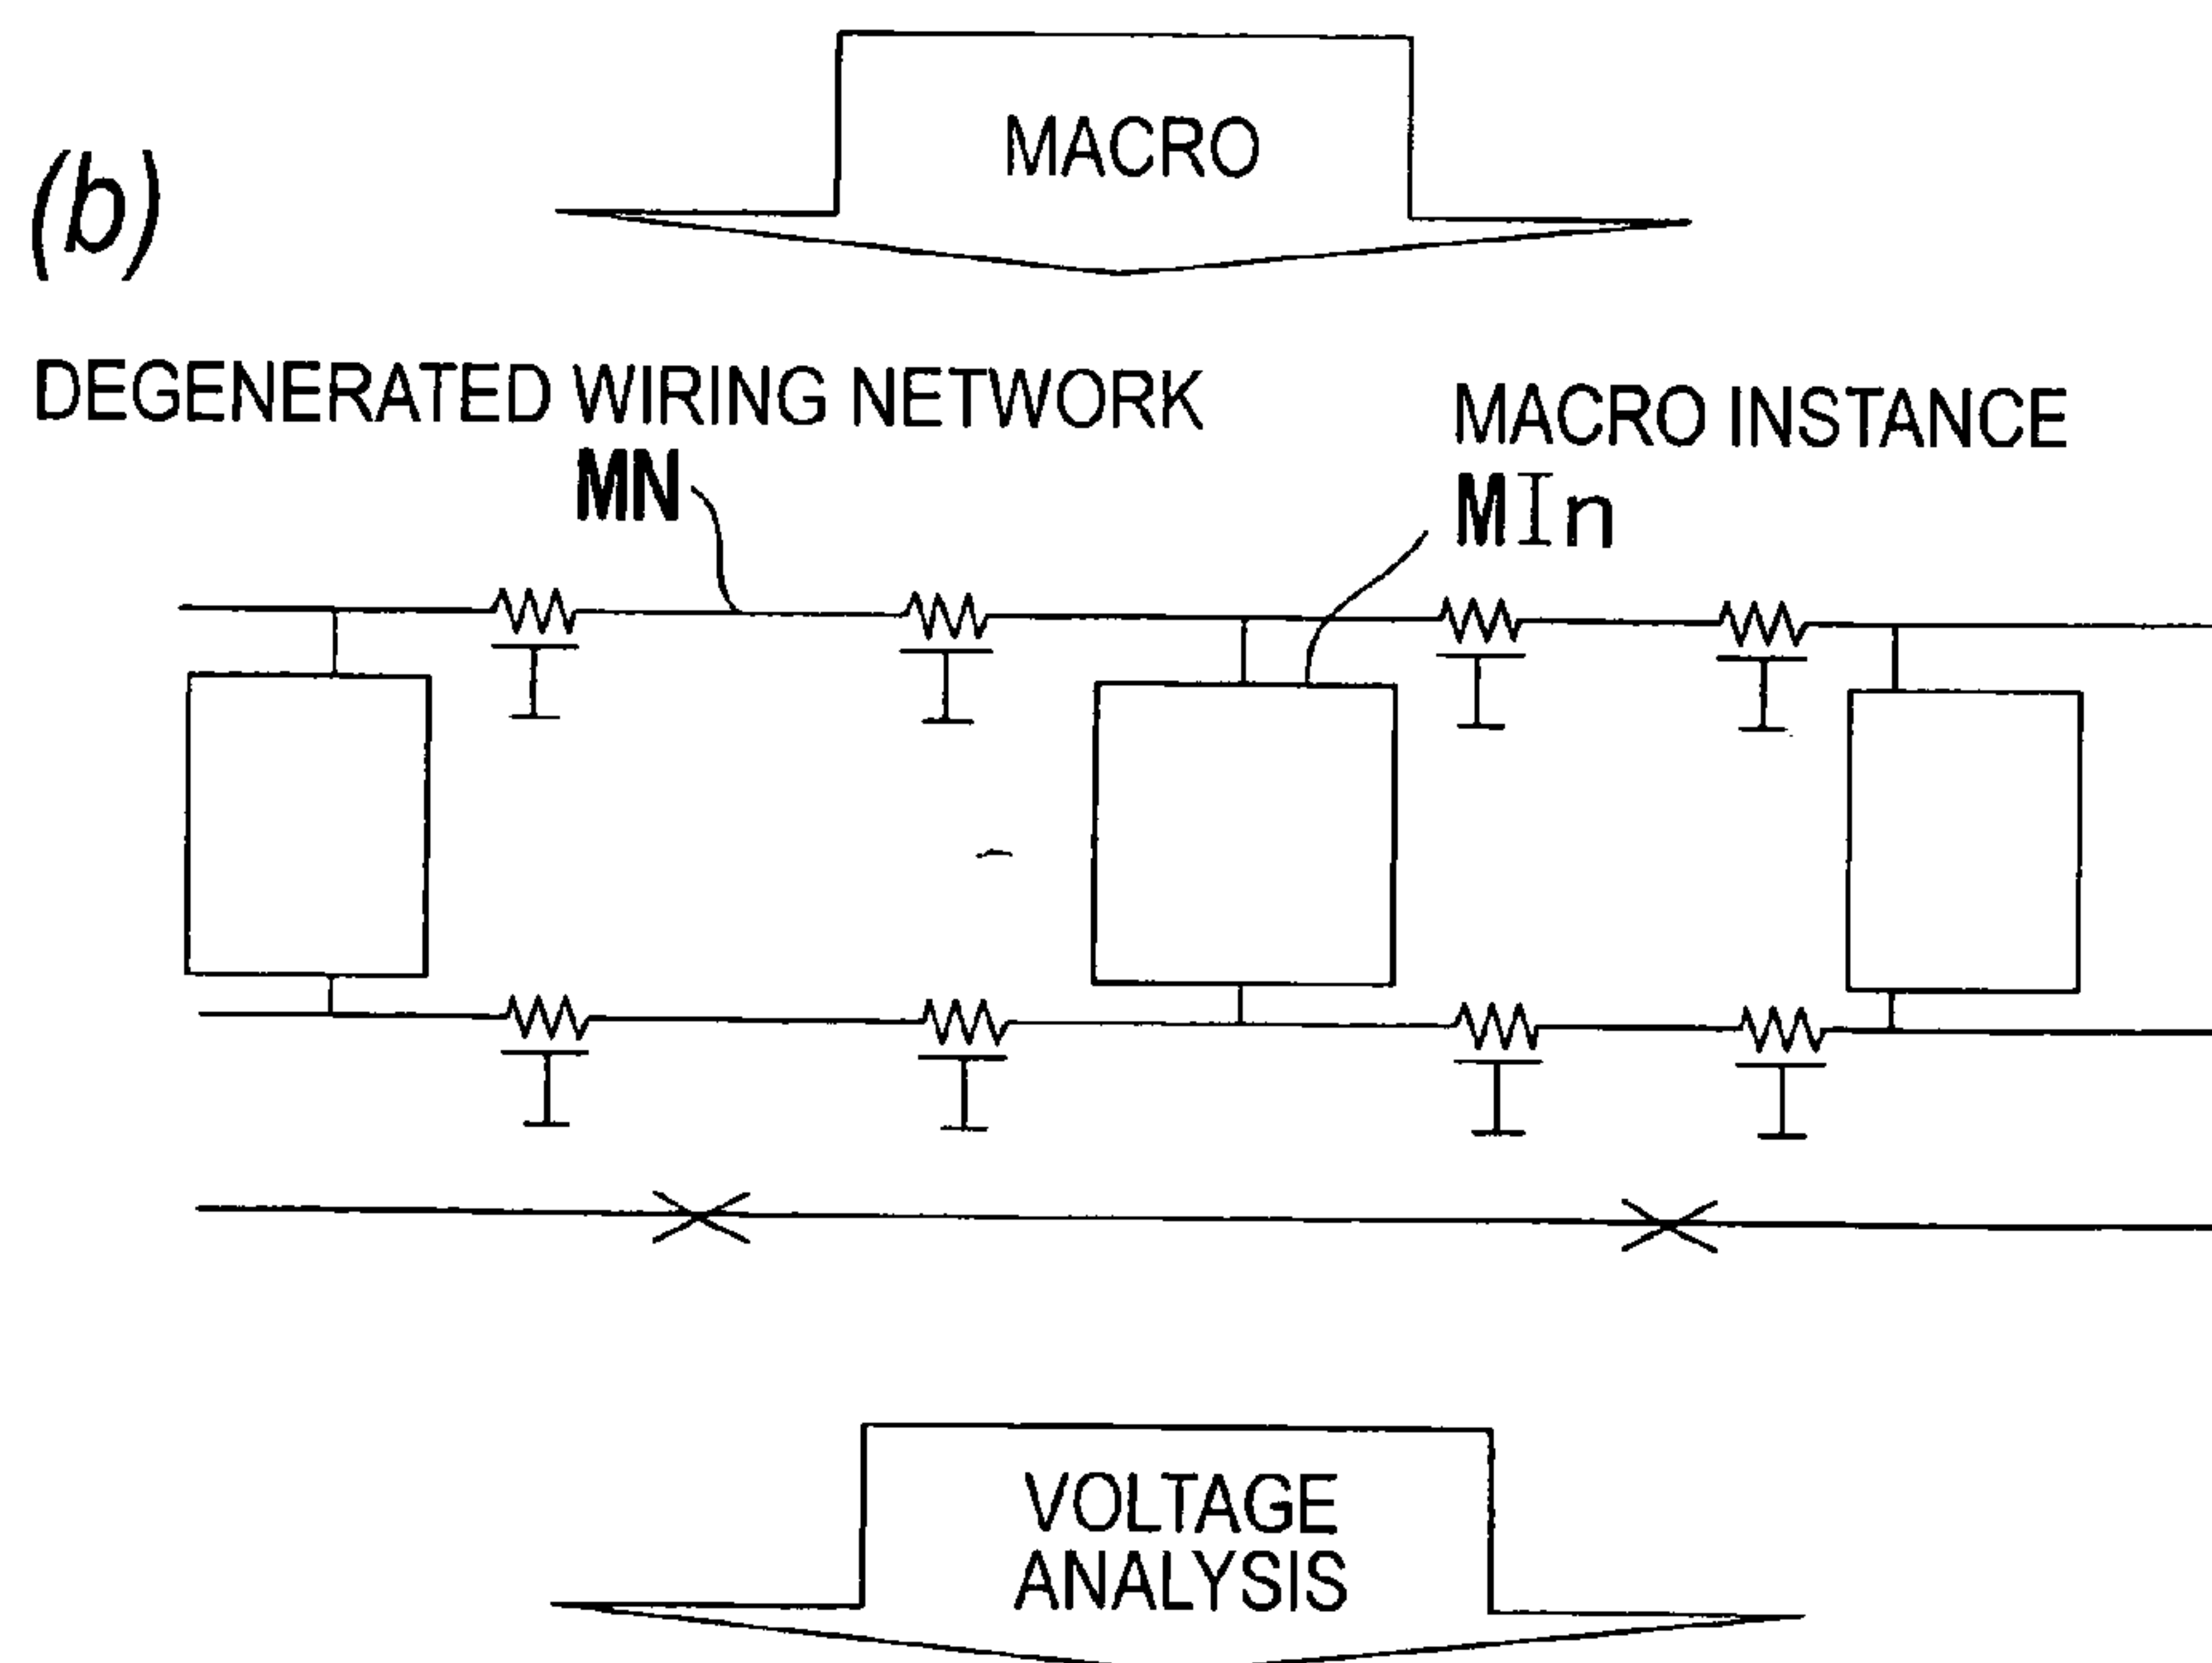 MACRO
(b)
DEGENERATED WIRING NETWORK
MN
MACRO INSTANCE
MIn
VOLTAGE
ANALYSIS